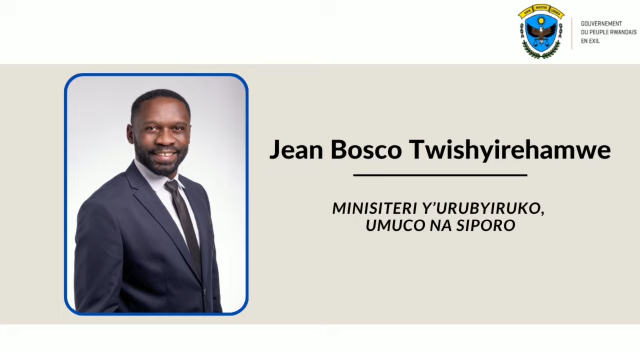 GOUVERNEMENT
DU PEUPLE RWANDAIS
EN EXIL
Jean Bosco Twishyirehamwe
MINISITERI Y'URUBYIRUKO,
UMUCO NA SIPORO